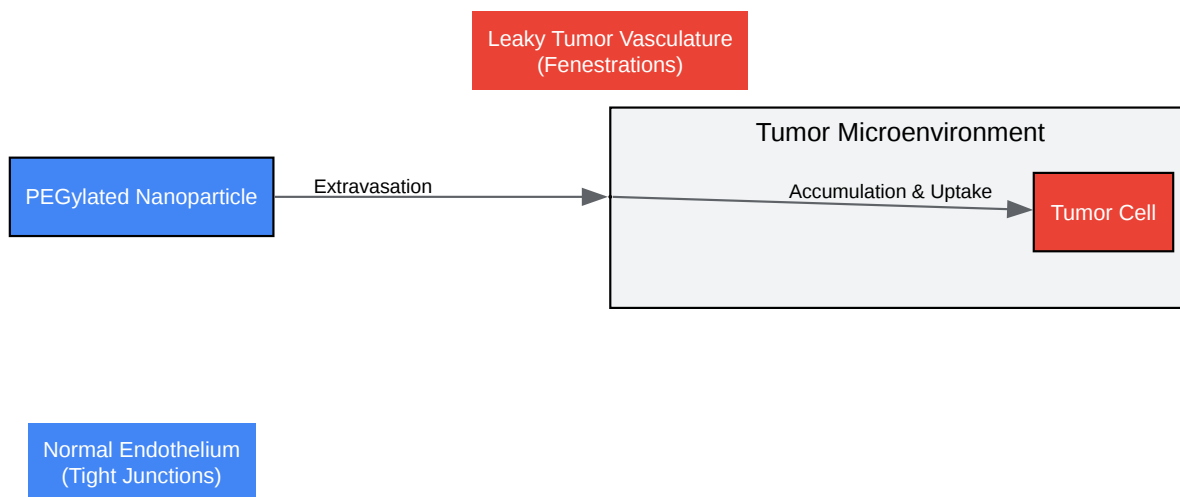 Leaky Tumor Vasculature
(Fenestrations)
Tumor Microenvironment
PEGylated Nanoparticle
Extravasation
Accumulation & Uptake
Tumor Cell
Normal Endothelium
(Tight Junctions)